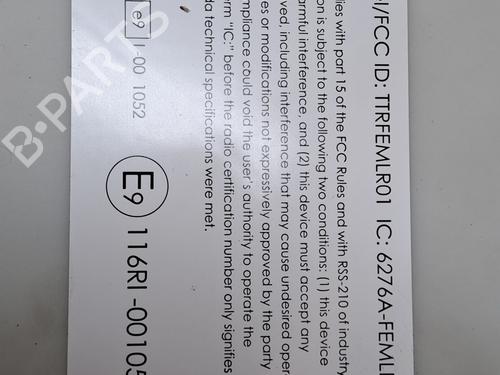 I/FCC ID: TTRFEMLR01 IC: 6276A-FEML
lies with part 15 of the FCC Rules and with RSS-210 of industry
on is subject to the following two conditions: (1) this device
armful interference, and (2) this device must accept any
ved, including interference that may cause undesired oper
es or modifications not expressively approved by the party
mpliance could void the user's authority to operate the
erm "IC:" before the radio certification number only signifies
da technical specifications were met.
e9 I-00 1052
E9 116RI-00105
B-PARTS